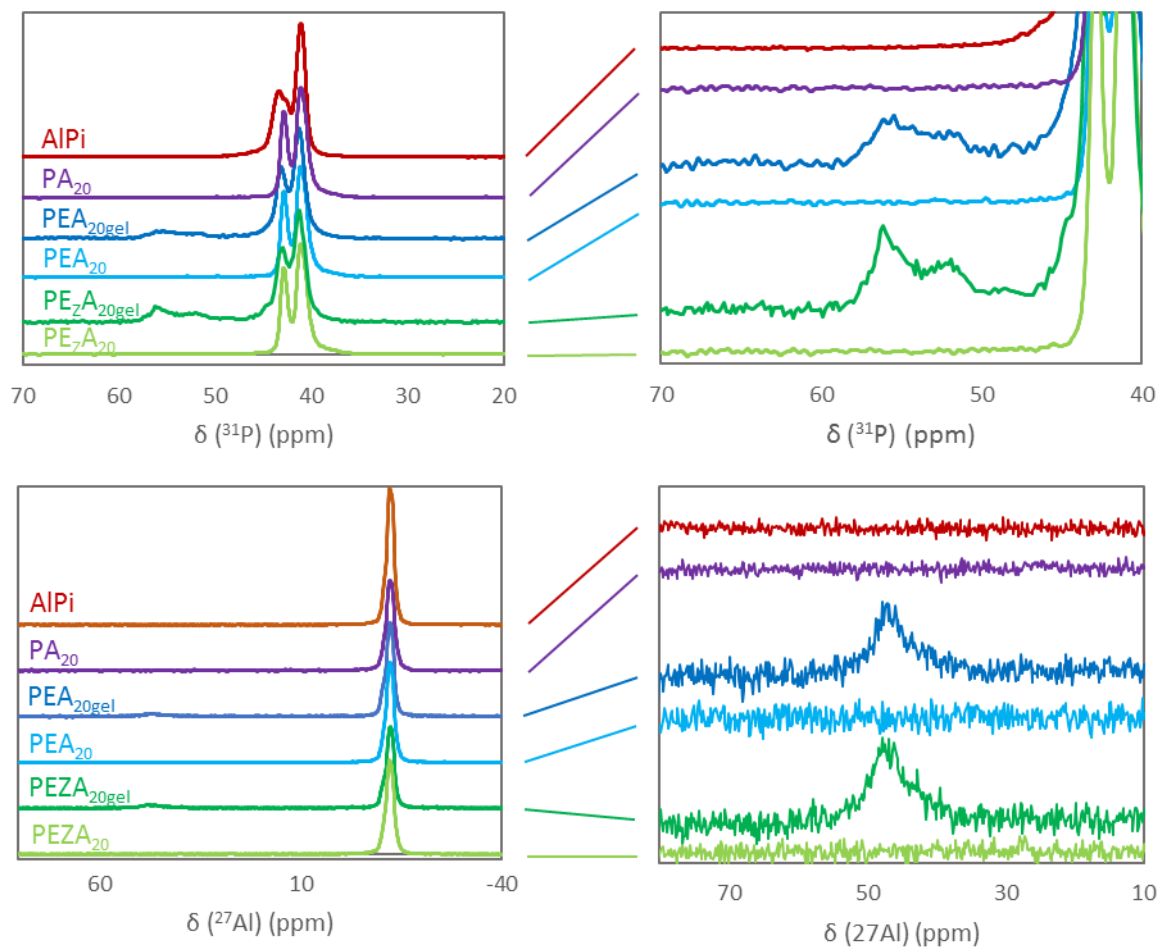 AlPi
PA20
PEA20gel
PEA20
PEZA20gel
PEZA20
70 60 50 40 30 20
δ (31P) (ppm)
70 60 50 40
δ (31P) (ppm)
AlPi
PA20
PEA20gel
PEA20
PEZA20gel
PEZA20
60 10 -40
δ (27Al) (ppm)
70 50 30 10
δ (27Al) (ppm)